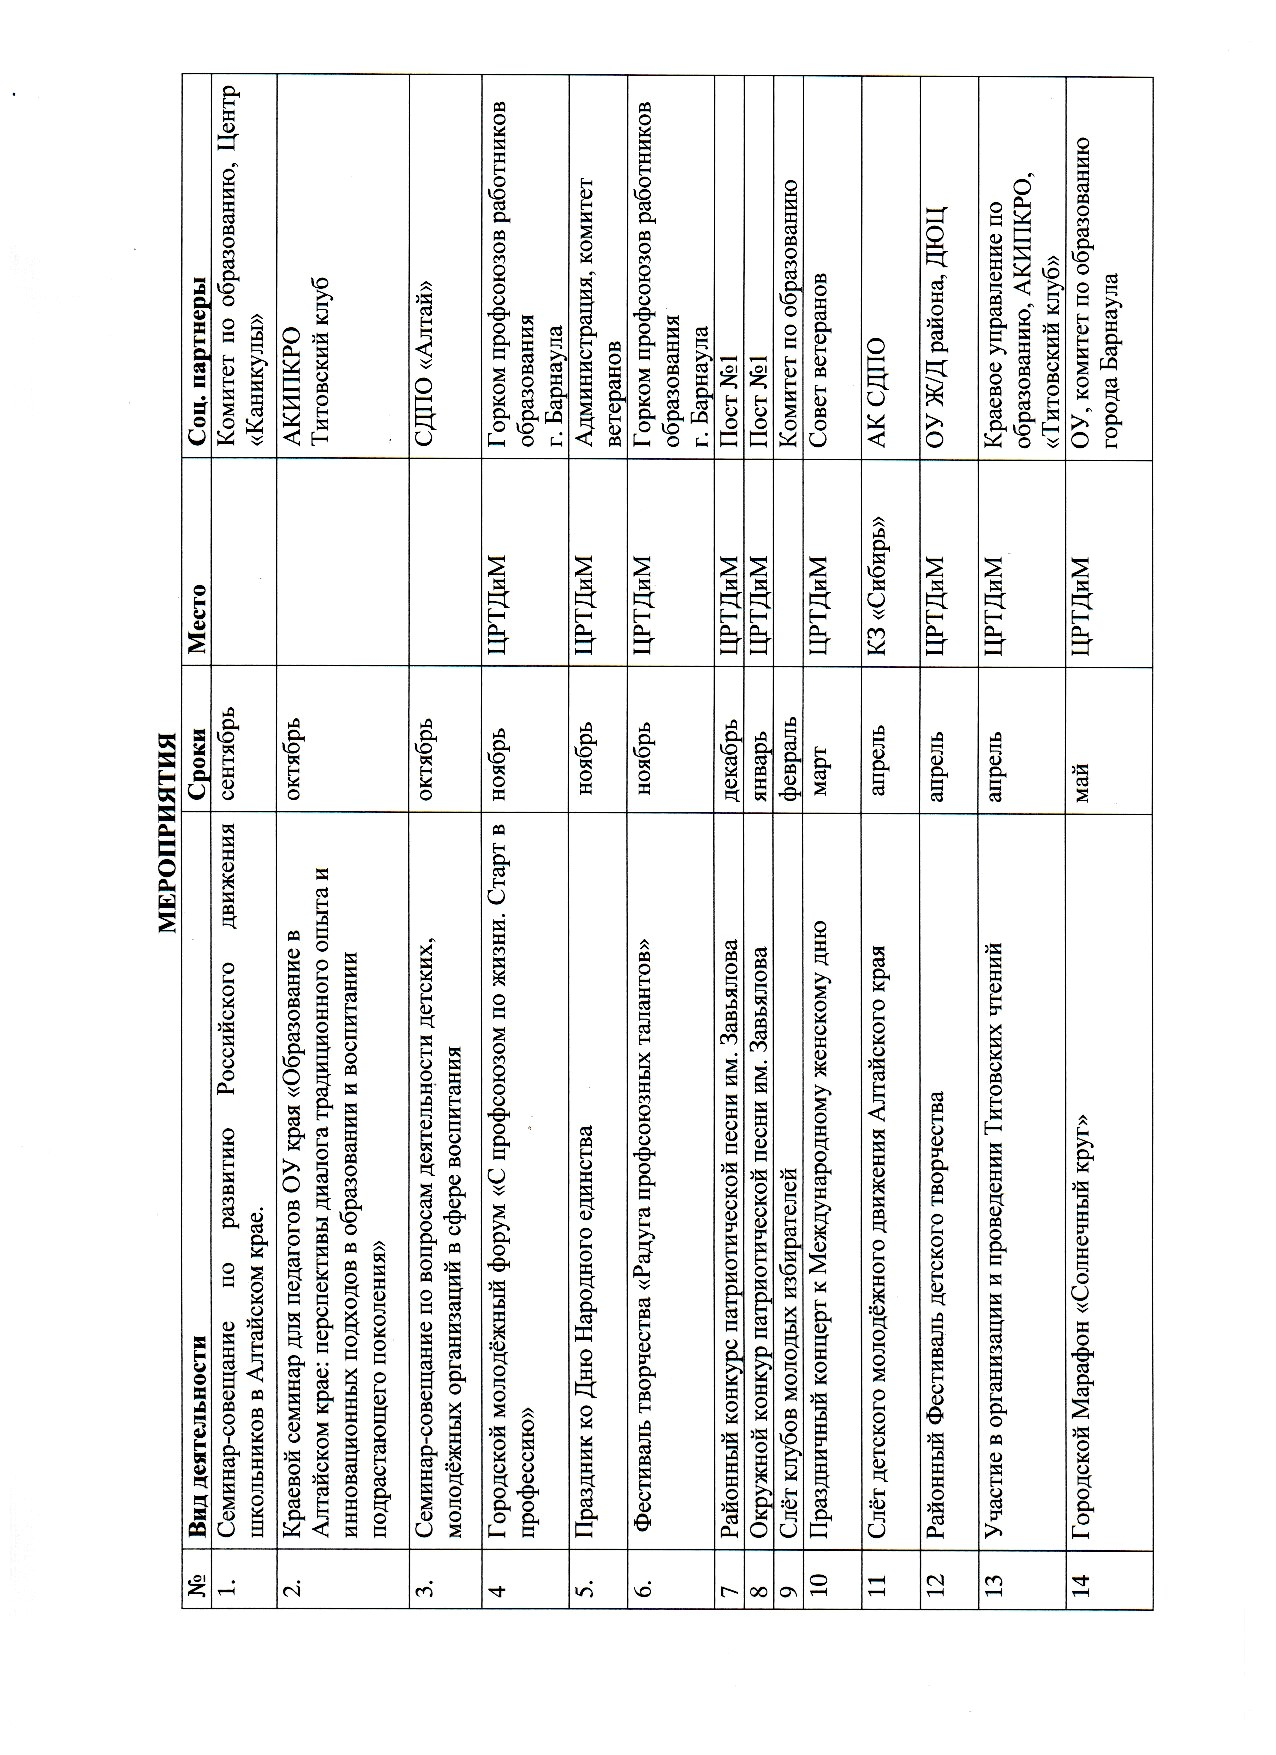 МЕРОПРИЯТИЯ
№ Вид деятельности Сроки Место Соц. партнеры
1. Семинар-совещание по развитию Российского движения
школьников в Алтайском крае.
сентябрь
Комитет по образованию, Центр
«Каникулы»
2. Краевой семинар для педагогов ОУ края «Образование в
Алтайском крае: перспективы диалога традиционного опыта и
инновационных подходов в образовании и воспитании
подрастающего поколения»
октябрь
АКИПКРО
Титовский клуб
3. Семинар-совещание по вопросам деятельности детских,
молодёжных организаций в сфере воспитания
октябрь
СДПО «Алтай»
4 Городской молодёжный форум «С профсоюзом по жизни. Старт в
профессию»
ноябрь
ЦРТДиМ
Горком профсоюзов работников
образования
г. Барнаула
5. Праздник ко Дню Народного единства
ноябрь
ЦРТДиМ
Администрация, комитет
ветеранов
6. Фестиваль творчества «Радуга профсоюзных талантов»
ноябрь
ЦРТДиМ
Горком профсоюзов работников
образования
г. Барнаула
7 Районный конкурс патриотической песни им. Завьялова декабрь ЦРТДиМ Пост №1
8 Окружной конкур патриотической песни им. Завьялова январь ЦРТДиМ Пост №1
9 Слёт клубов молодых избирателей февраль Комитет по образованию
10 Праздничный концерт к Международному женскому дню март ЦРТДиМ Совет ветеранов
11 Слёт детского молодёжного движения Алтайского края апрель КЗ «Сибирь» АК СДПО
12 Районный Фестиваль детского творчества апрель ЦРТДиМ ОУ Ж/Д района, ДЮЦ
13 Участие в организации и проведении Титовских чтений
апрель
ЦРТДиМ
Краевое управление по
образованию, АКИПКРО,
«Титовский клуб»
14 Городской Марафон «Солнечный круг»
май
ЦРТДиМ
ОУ, комитет по образованию
города Барнаула